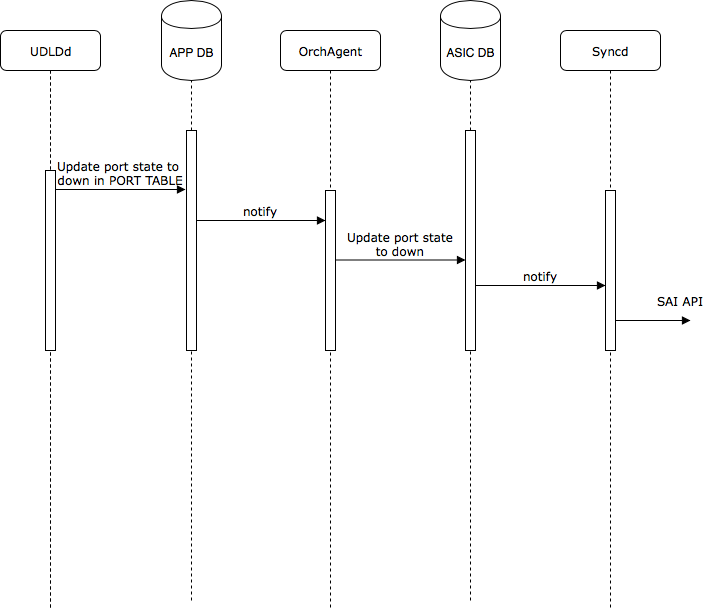 UDLDd
APP DB
OrchAgent
ASIC DB
Syncd
Update port state to
down in PORT TABLE
notify
Update port state
to down
notify
SAI API